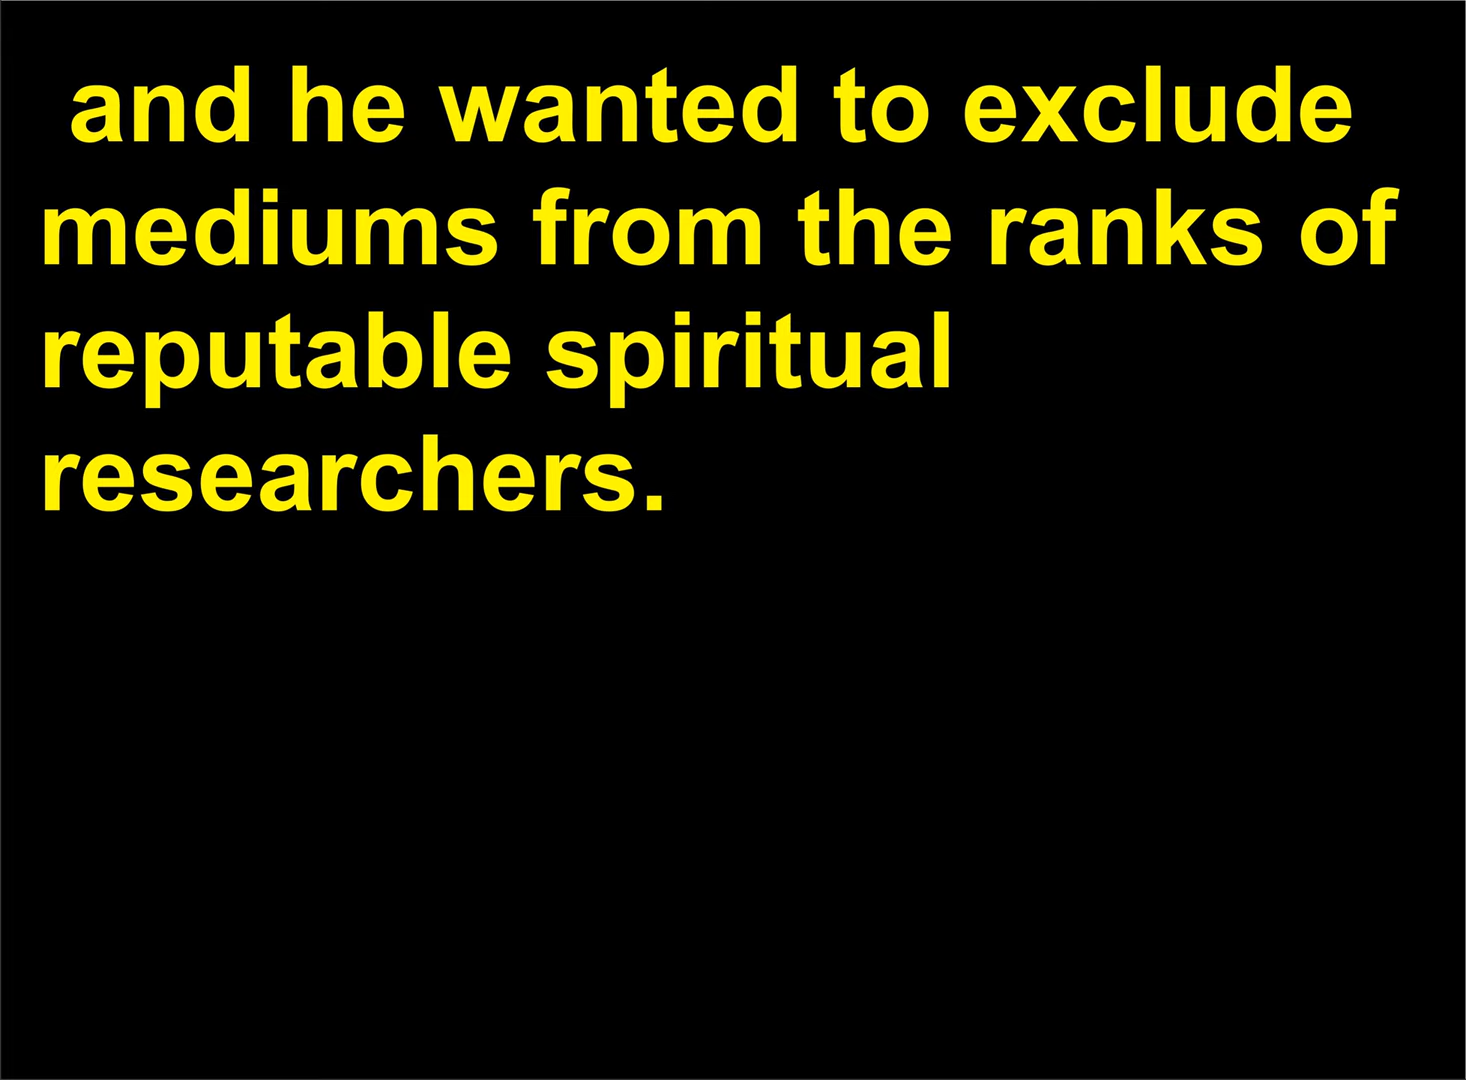 and he wanted to exclude
mediums from the ranks of
reputable spiritual
researchers.